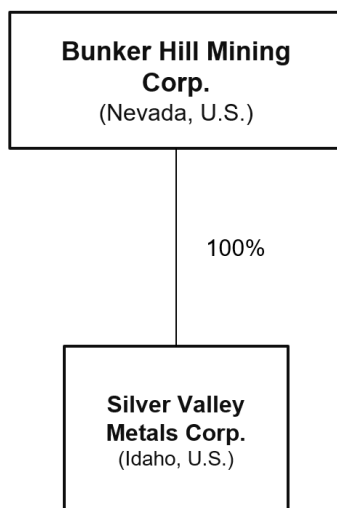 Bunker Hill Mining
Corp.
(Nevada, U.S.)
100%
Silver Valley
Metals Corp.
(Idaho, U.S.)